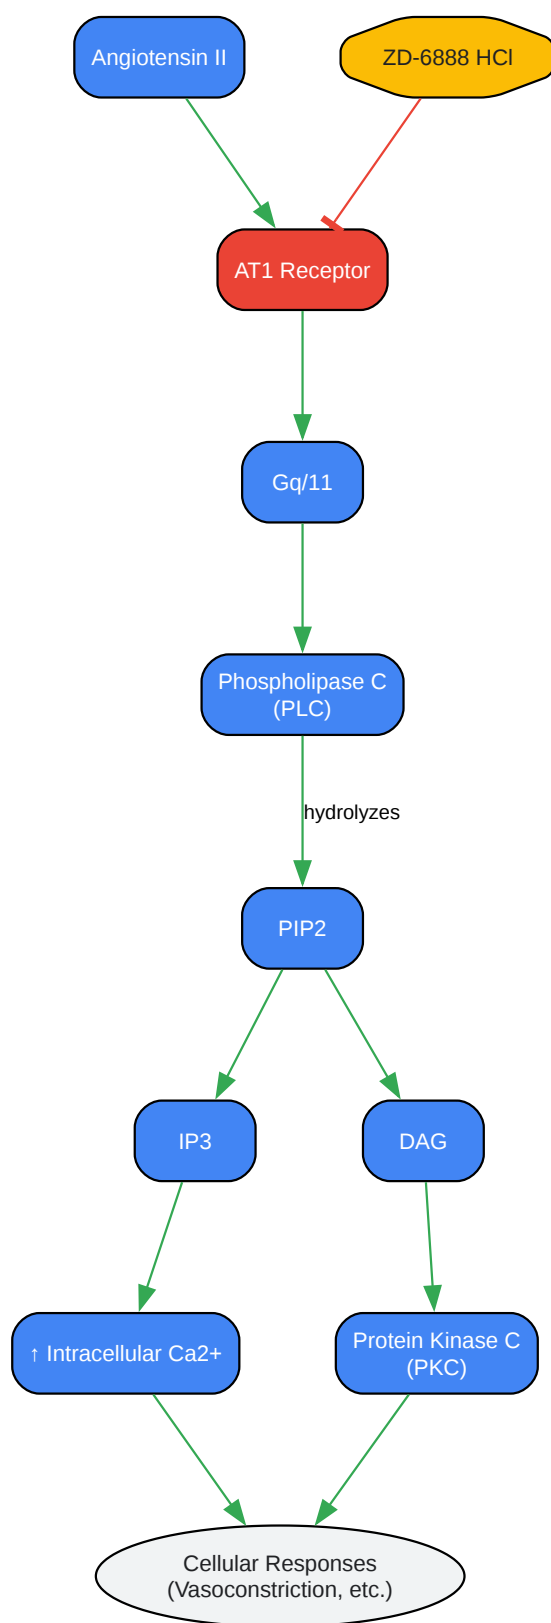 Angiotensin II
ZD-6888 HCl
AT1 Receptor
Gq/11
Phospholipase C
(PLC)
hydrolyzes
PIP2
IP3
DAG
↑ Intracellular Ca2+
Protein Kinase C
(PKC)
Cellular Responses
(Vasoconstriction, etc.)